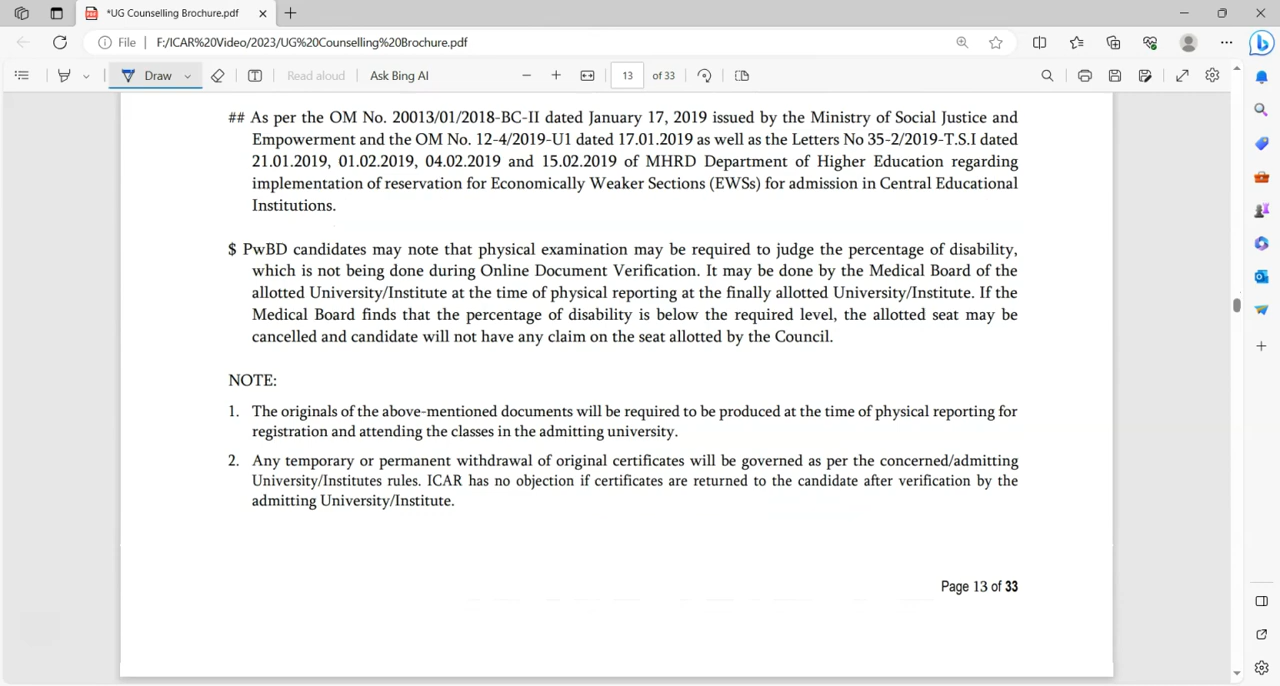 *UG Counselling Brochure.pdf
File F:/ICAR%20Video/2023/UG%20Counselling%20Brochure.pdf
Draw Read aloud Ask Bing AI 13 of 33
## As per the OM No. 20013/01/2018-BC-II dated January 17, 2019 issued by the Ministry of Social Justice and
Empowerment and the OM No. 12-4/2019-U1 dated 17.01.2019 as well as the Letters No 35-2/2019-T.S.I dated
21.01.2019, 01.02.2019, 04.02.2019 and 15.02.2019 of MHRD Department of Higher Education regarding
implementation of reservation for Economically Weaker Sections (EWSs) for admission in Central Educational
Institutions.
$ PwBD candidates may note that physical examination may be required to judge the percentage of disability,
which is not being done during Online Document Verification. It may be done by the Medical Board of the
allotted University/Institute at the time of physical reporting at the finally allotted University/Institute. If the
Medical Board finds that the percentage of disability is below the required level, the allotted seat may be
cancelled and candidate will not have any claim on the seat allotted by the Council.
NOTE:
1. The originals of the above-mentioned documents will be required to be produced at the time of physical reporting for
registration and attending the classes in the admitting university.
2. Any temporary or permanent withdrawal of original certificates will be governed as per the concerned/admitting
University/Institutes rules. ICAR has no objection if certificates are returned to the candidate after verification by the
admitting University/Institute.
Page 13 of 33